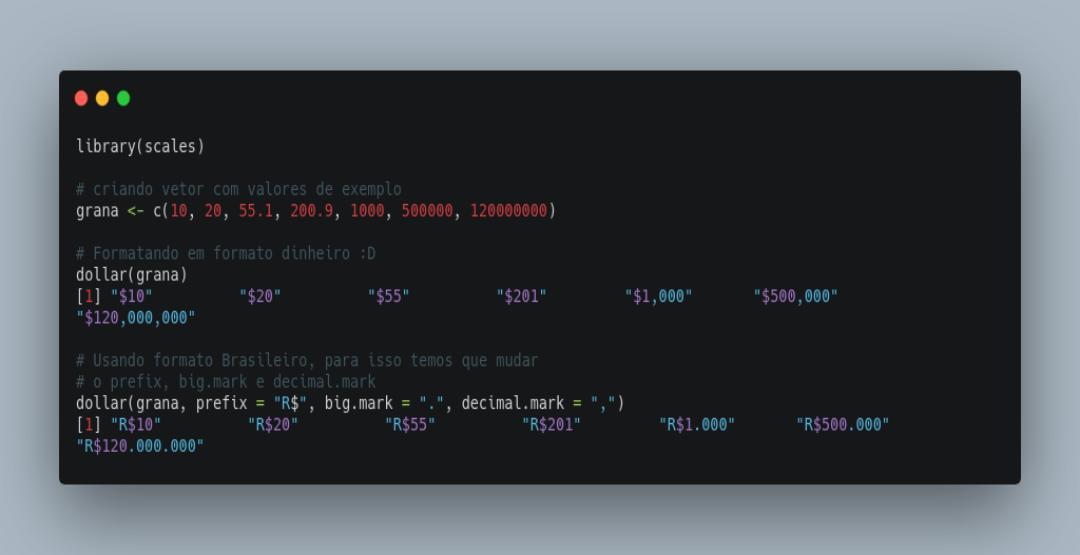 library(scales)
# criando vetor com valores de exemplo
grana <- c(10, 20, 55.1, 200.9, 1000, 500000, 120000000)
# Formatando em formato dinheiro :D
dollar(grana)
[1] "$10" "$20" "$55" "$201" "$1,000" "$500,000"
"$120,000,000"
# Usando formato Brasileiro, para isso temos que mudar
# o prefix, big.mark e decimal.mark
dollar(grana, prefix = "R$", big.mark = ".", decimal.mark = ",")
[1] "R$10" "R$20" "R$55" "R$201" "R$1.000" "R$500.000"
"R$120.000.000"